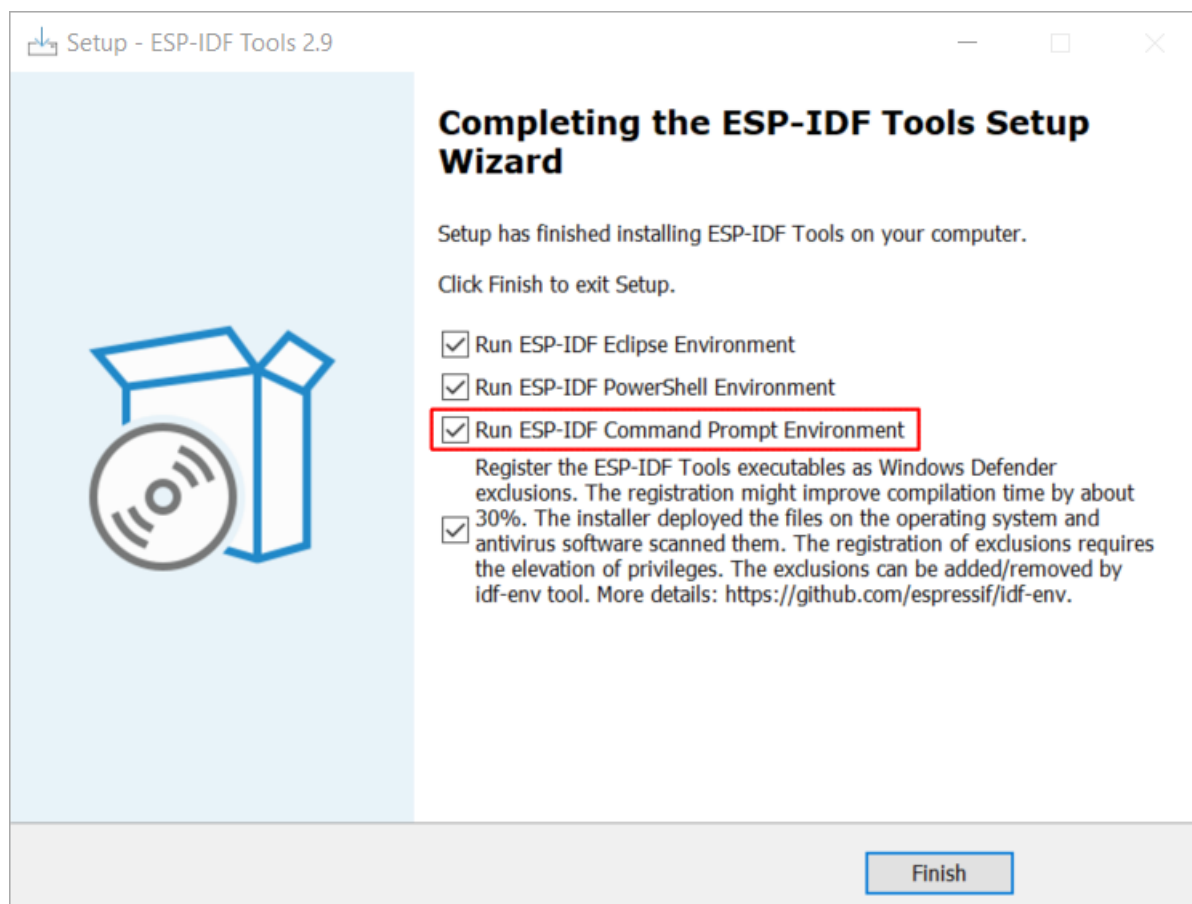 Setup - ESP-IDF Tools 2.9
Completing the ESP-IDF Tools Setup
Wizard
Setup has finished installing ESP-IDF Tools on your computer.
Click Finish to exit Setup.
Run ESP-IDF Eclipse Environment
Run ESP-IDF PowerShell Environment
Run ESP-IDF Command Prompt Environment
Register the ESP-IDF Tools executables as Windows Defender
exclusions. The registration might improve compilation time by about
30%. The installer deployed the files on the operating system and
antivirus software scanned them. The registration of exclusions requires
the elevation of privileges. The exclusions can be added/removed by
idf-env tool. More details: https://github.com/espressif/idf-env.
Finish